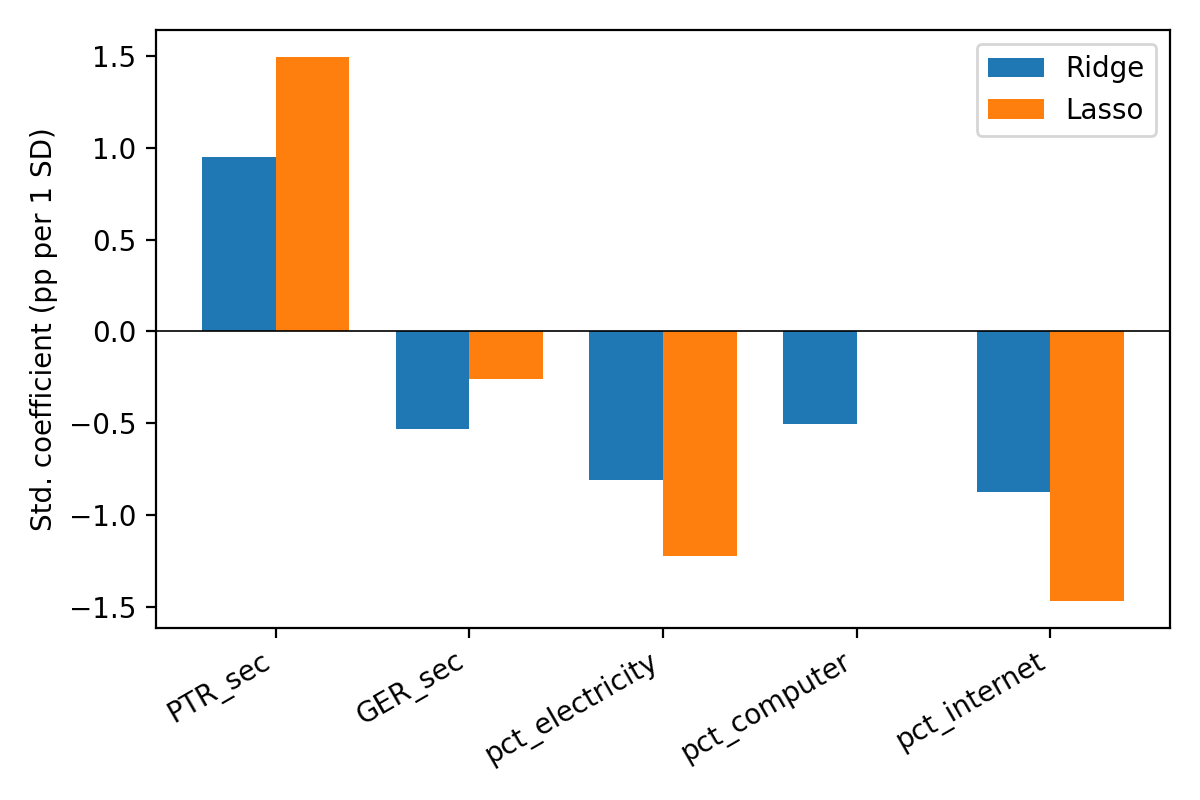 Ridge
Lasso
Std. coefficient (pp per 1 SD)
1.5
1.0
0.5
0.0
−0.5
−1.0
−1.5
PTR_sec
GER_sec
pct_electricity
pct_computer
pct_internet